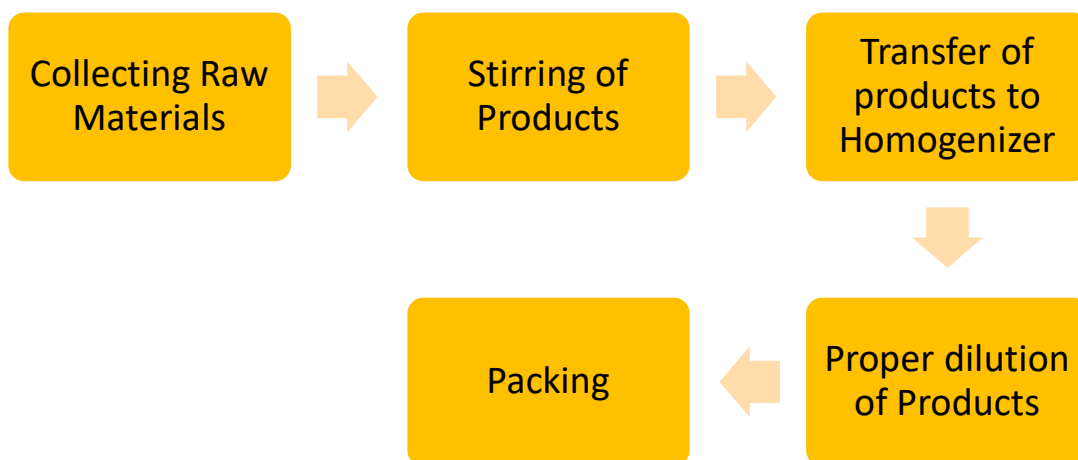 Collecting Raw
Materials
Stirring of
Products
Transfer of
products to
Homogenizer
Proper dilution
of Products
Packing